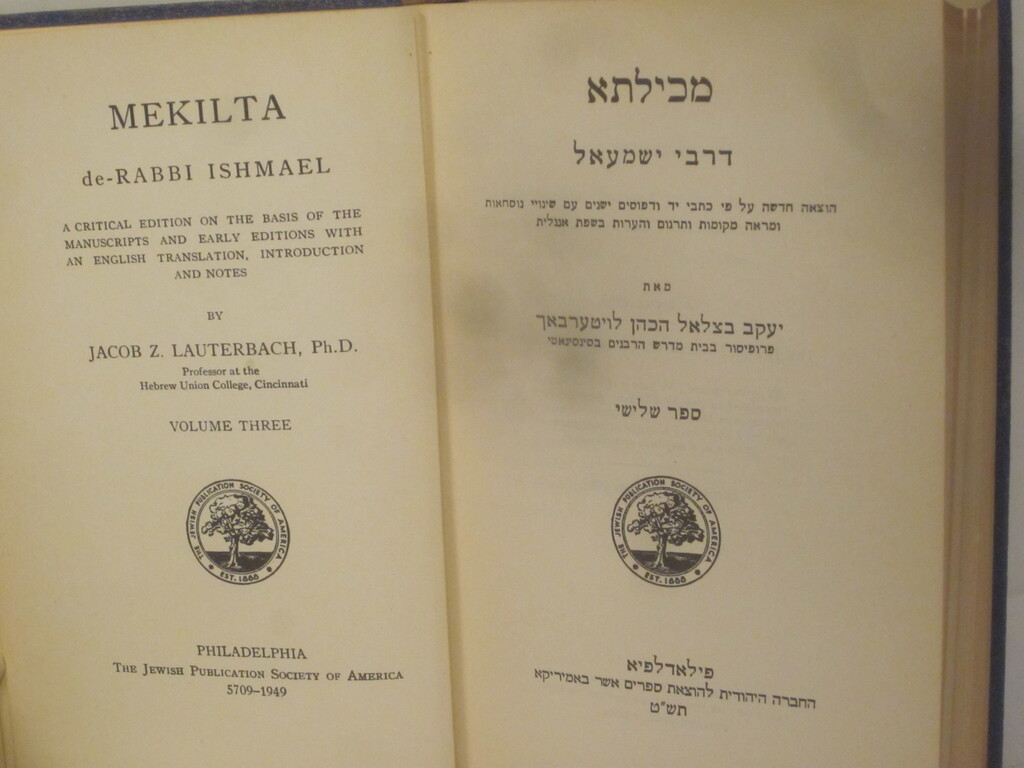 MEKILTA
de-RABBI ISHMAEL
A CRITICAL EDITION ON THE BASIS OF THE
MANUSCRIPTS AND EARLY EDITIONS WITH
AN ENGLISH TRANSLATION, INTRODUCTION
AND NOTES
BY
JACOB Z. LAUTERBACH, Ph.D.
Professor at the
Hebrew Union College, Cincinnati
VOLUME THREE
THE JEWISH PUBLICATION SOCIETY OF AMERICA
EST. 1888
PHILADELPHIA
THE JEWISH PUBLICATION SOCIETY OF AMERICA
5709–1949
מכילתא
דרבי ישמעאל
הוצאה חדשה על פי כתבי יד ודפוסים ישנים עם שינויי נוסחאות
ומראה מקומות ותרגום והערות בשפת אנגלית
מאת
יעקב בצלאל הכהן לויטערבאך
פרופיסור בבית מדרש הרבנים בסינסינאטי
ספר שלישי
THE JEWISH PUBLICATION SOCIETY OF AMERICA
EST. 1888
פילאדלפיא
החברה היהודית להוצאת ספרים אשר באמיריקא
תש״ט